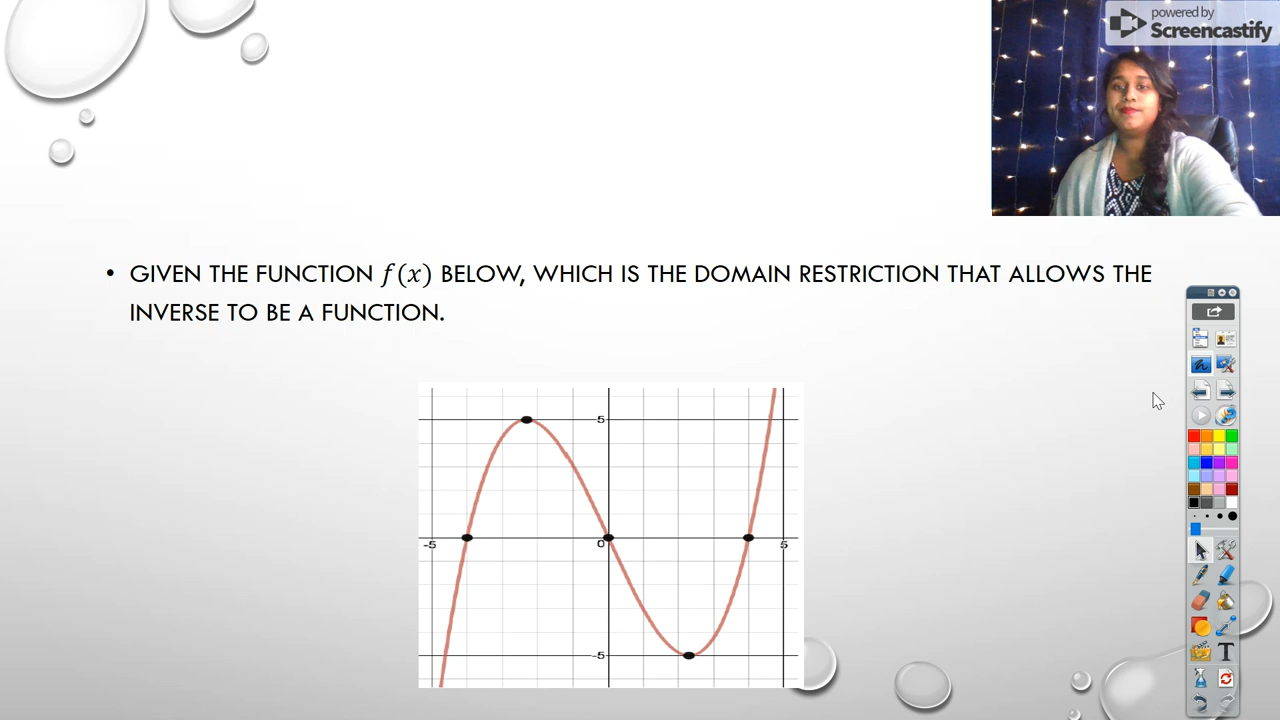 powered by
Screencastify
• GIVEN THE FUNCTION f(x) BELOW, WHICH IS THE DOMAIN RESTRICTION THAT ALLOWS THE
INVERSE TO BE A FUNCTION.
5
-5
0
5
-5
T